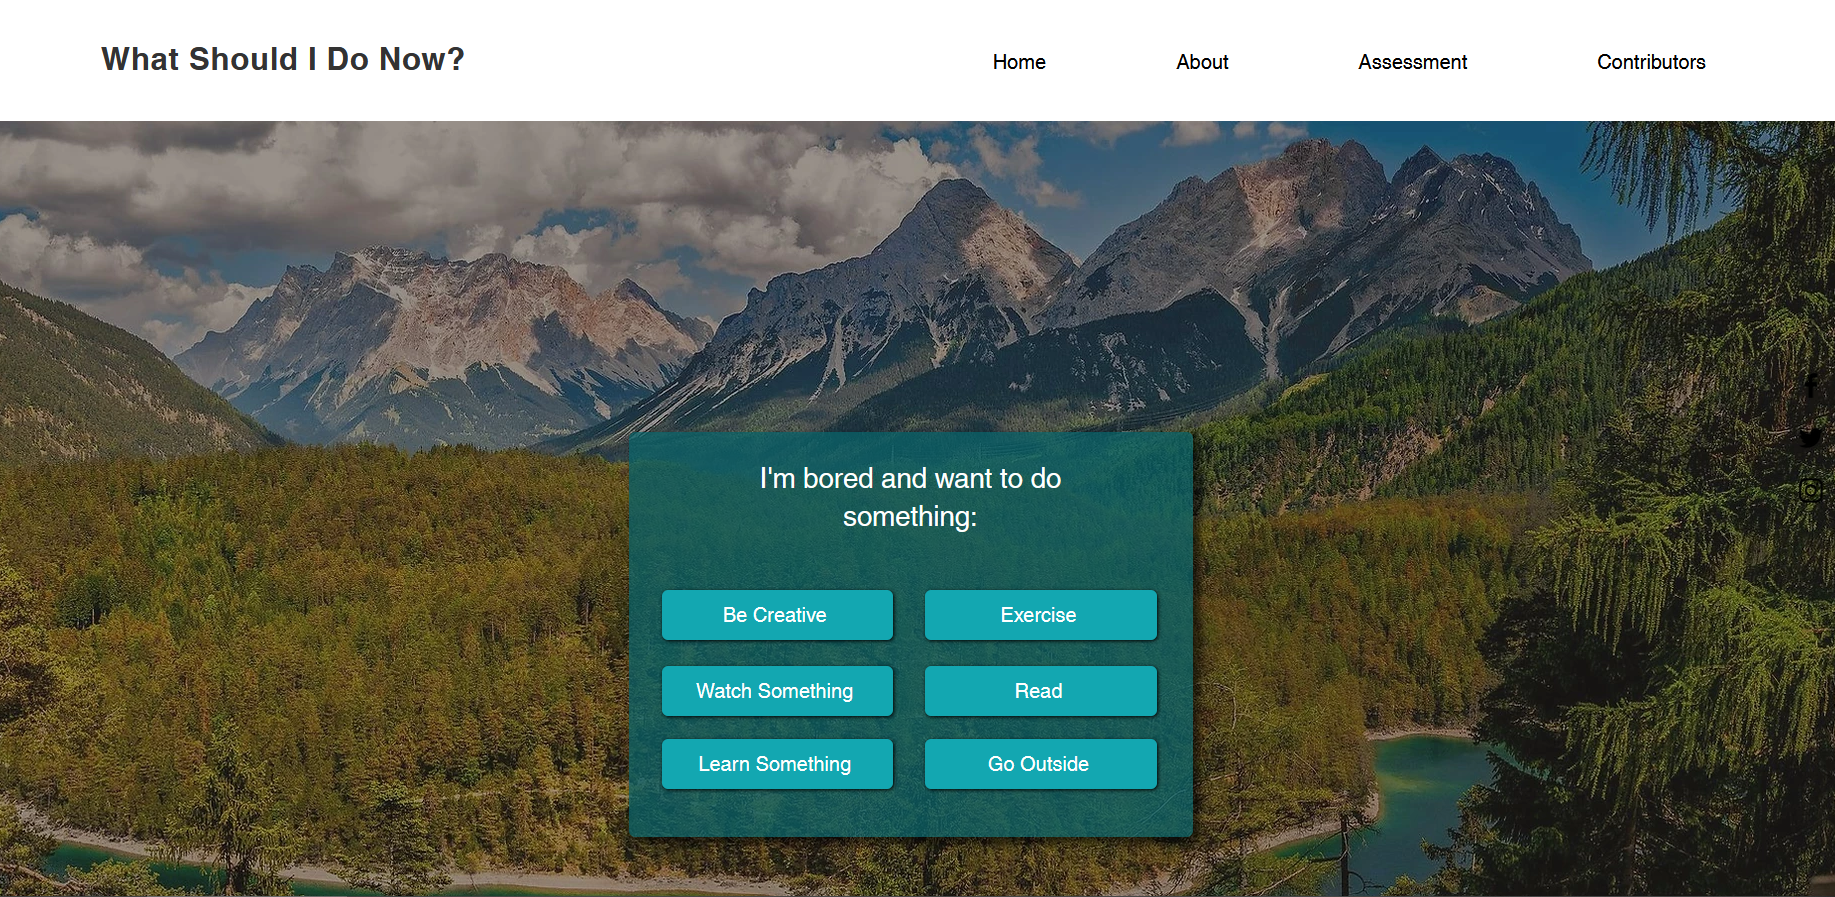 What Should I Do Now?
Home
About
Assessment
Contributors
I'm bored and want to do
something:
Be Creative
Exercise
Watch Something
Read
Learn Something
Go Outside